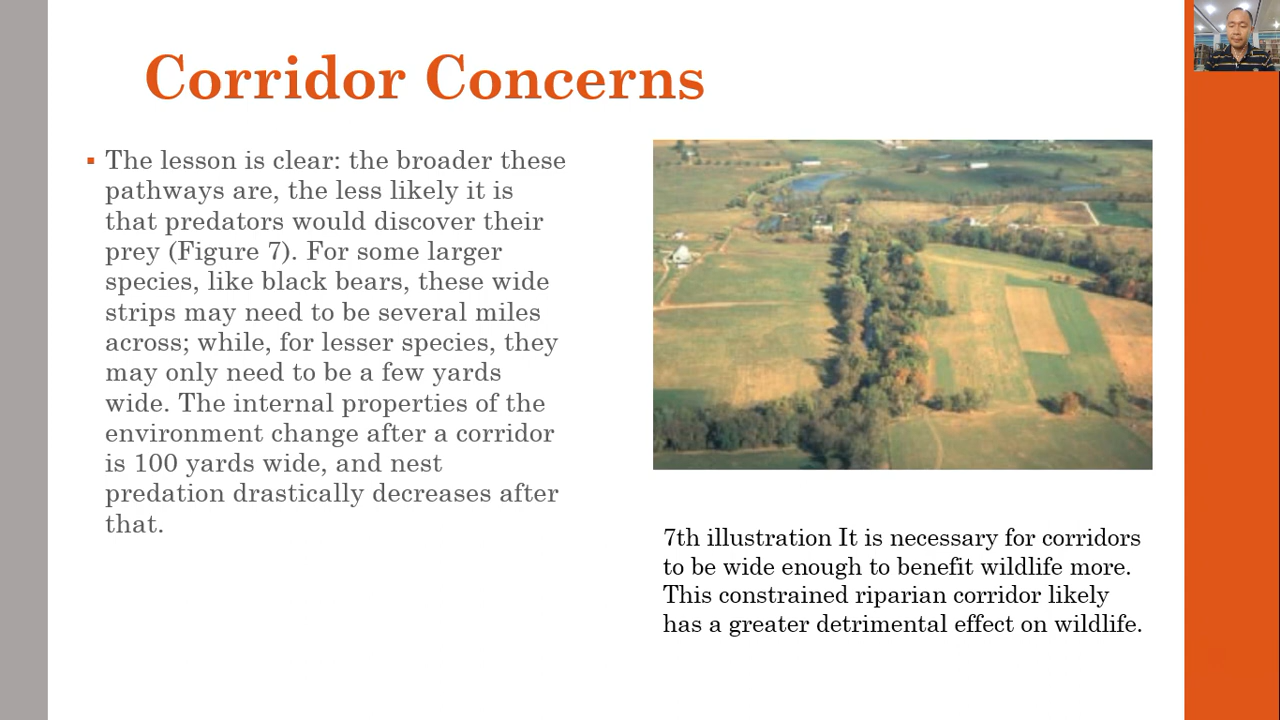 Corridor Concerns
The lesson is clear: the broader these
pathways are, the less likely it is
that predators would discover their
prey (Figure 7). For some larger
species, like black bears, these wide
strips may need to be several miles
across; while, for lesser species, they
may only need to be a few yards
wide. The internal properties of the
environment change after a corridor
is 100 yards wide, and nest
predation drastically decreases after
that.
7th illustration It is necessary for corridors
to be wide enough to benefit wildlife more.
This constrained riparian corridor likely
has a greater detrimental effect on wildlife.